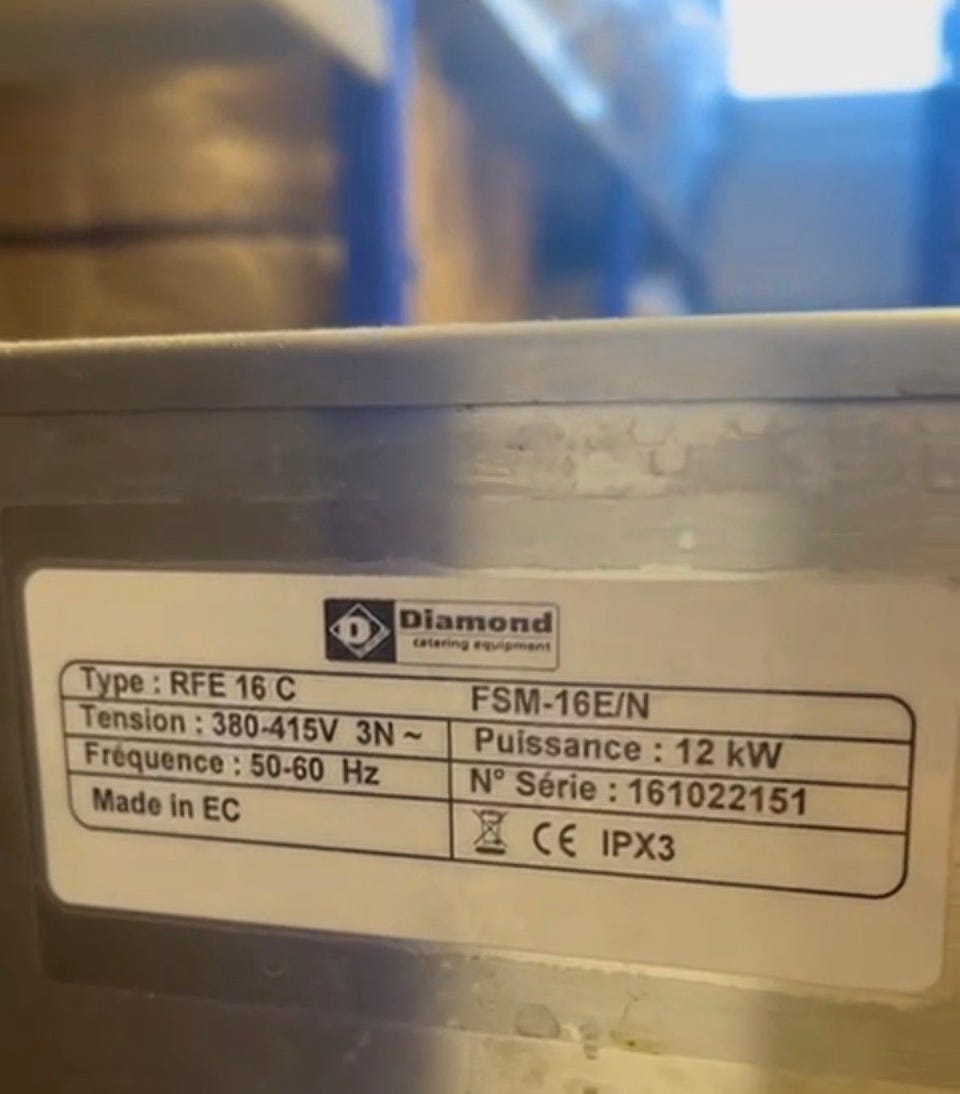 D Diamond
catering equipment
Type : RFE 16 C FSM-16E/N
Tension : 380-415V 3N ~ Puissance : 12 kW
Fréquence : 50-60 Hz N° Série : 161022151
Made in EC CE IPX3